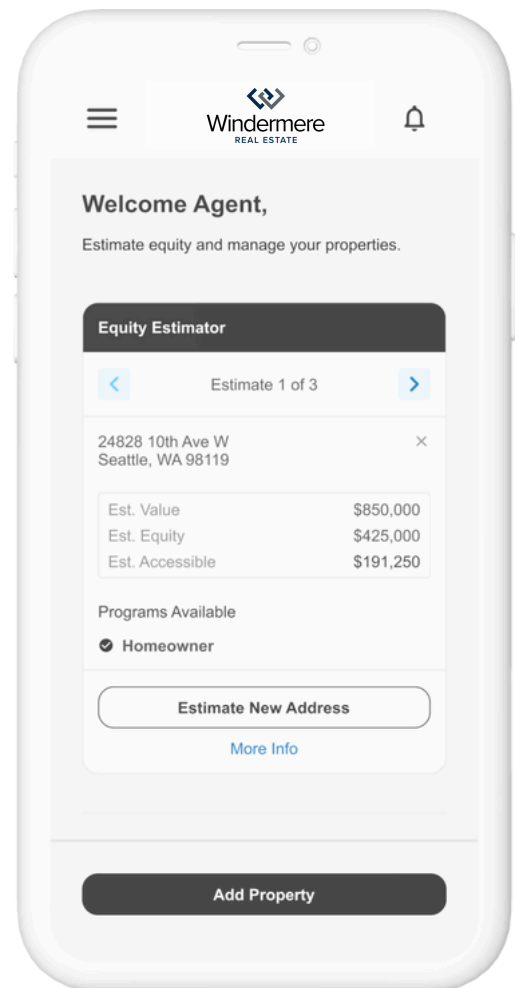 Windermere
REAL ESTATE
Welcome Agent,
Estimate equity and manage your properties.
Equity Estimator
Estimate 1 of 3
24828 10th Ave W
Seattle, WA 98119
Est. Value $850,000
Est. Equity $425,000
Est. Accessible $191,250
Programs Available
Homeowner
Estimate New Address
More Info
Add Property